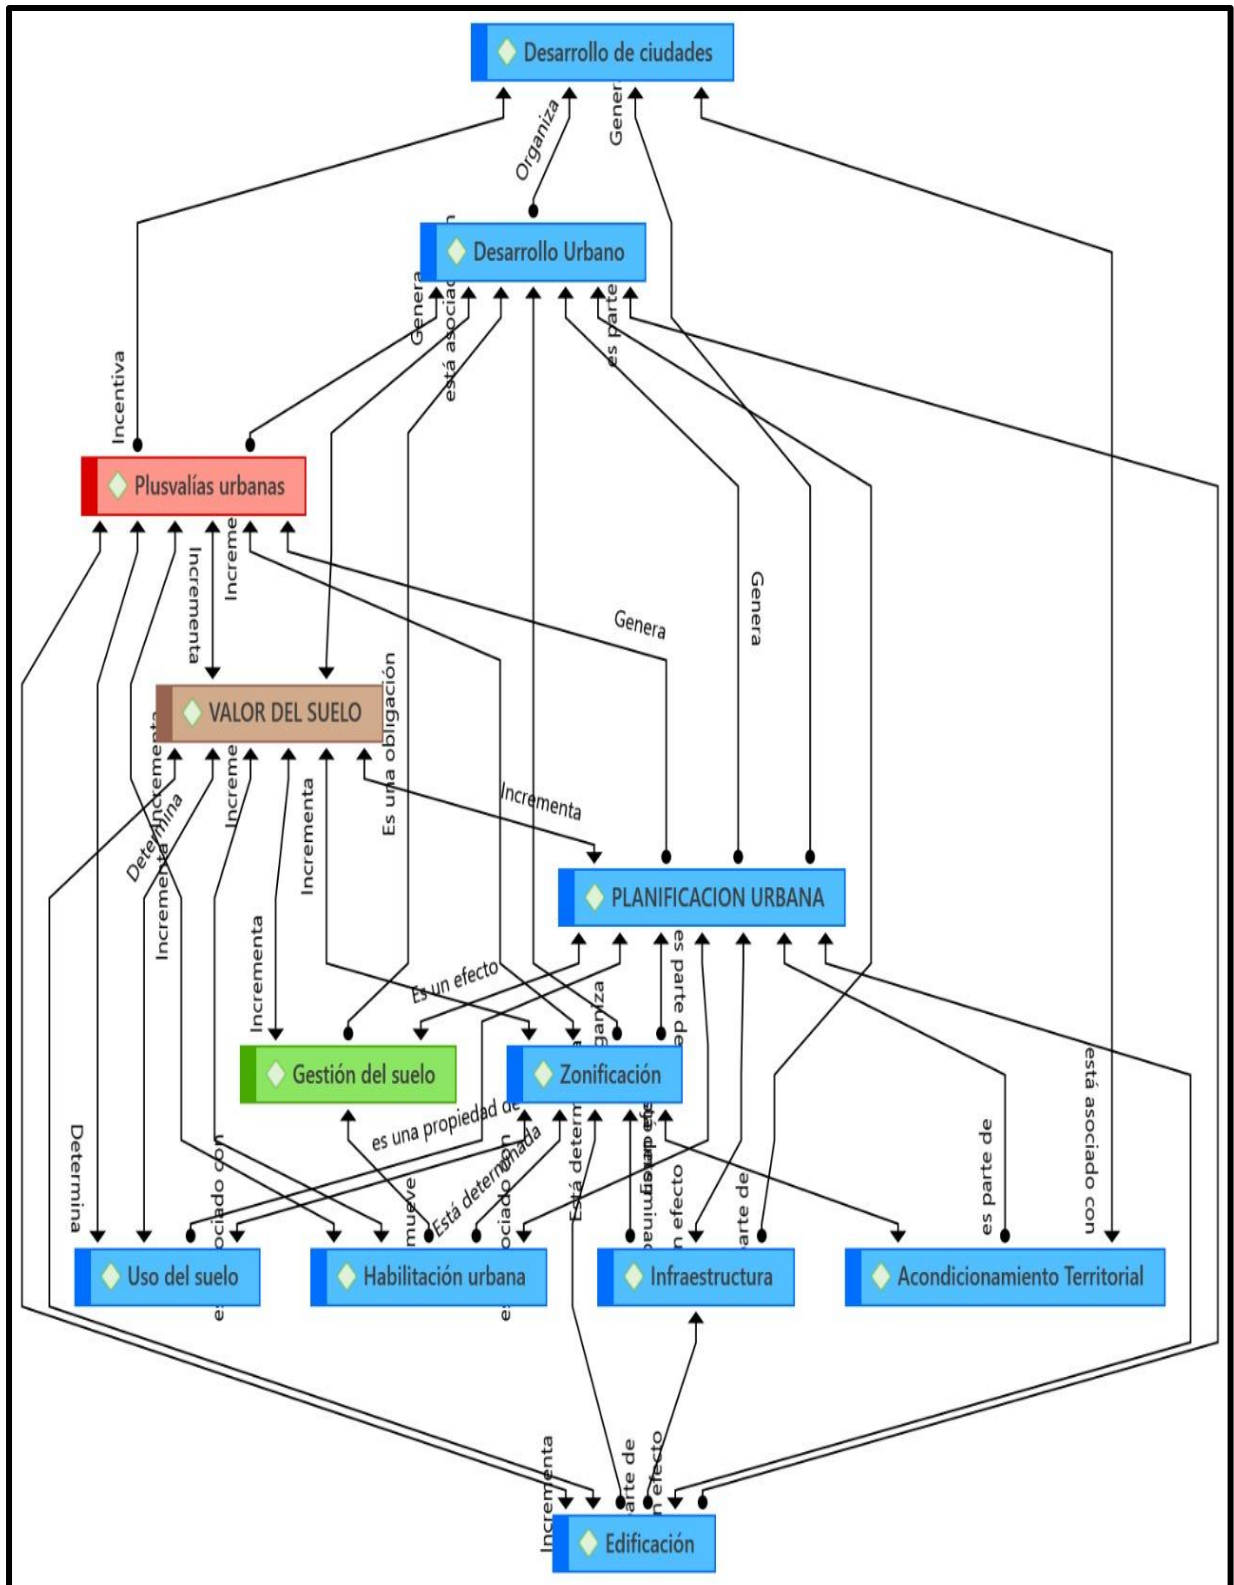 Desarrollo de ciudades
Organiza
Genera
Desarrollo Urbano
Genera
es parte
Incentiva
Plusvalías urbanas
Incrementa
Genera
Genera
VALOR DEL SUELO
Es una obligación
Incrementa
Incrementa
Determina
Incrementa
Incrementa
Incrementa
PLANIFICACION URBANA
Incrementa
Es un efecto
es parte de
Gestión del suelo
Zonificación
es una propiedad de
Está determinada
Determina
es parte de
está asociado con
Uso del suelo
Habilitación urbana
Infraestructura
Acondicionamiento Territorial
Incrementa
Edificación